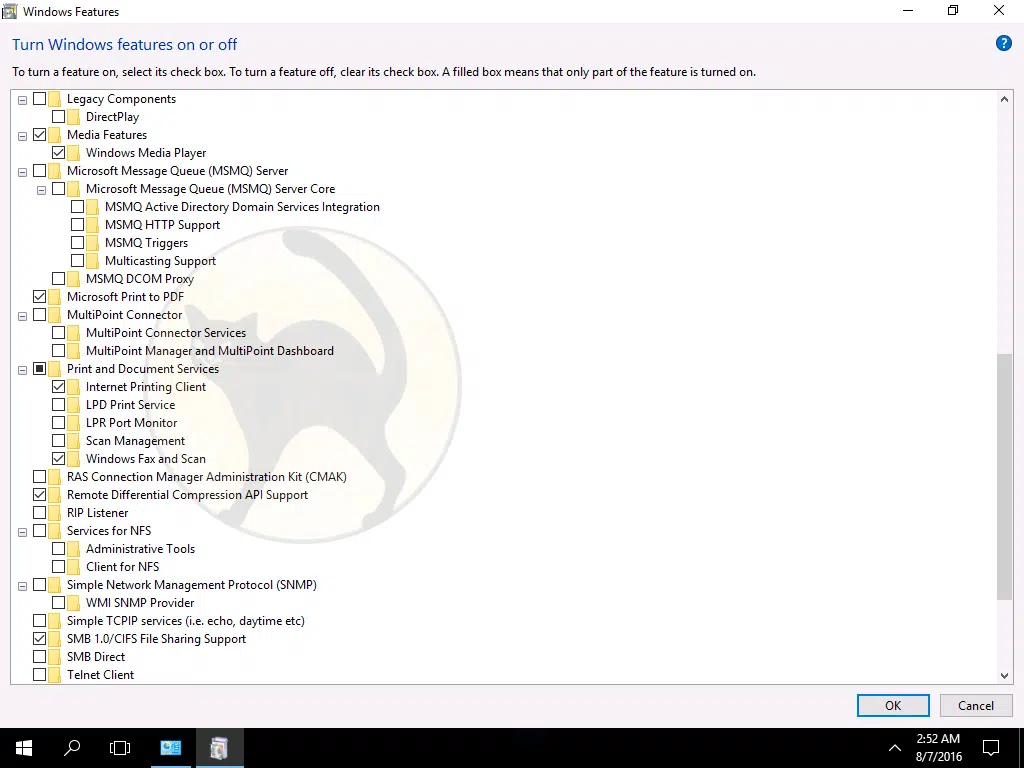 Windows Features
Turn Windows features on or off
?
To turn a feature on, select its check box. To turn a feature off, clear its check box. A filled box means that only part of the feature is turned on.
Legacy Components
DirectPlay
Media Features
Windows Media Player
Microsoft Message Queue (MSMQ) Server
Microsoft Message Queue (MSMQ) Server Core
MSMQ Active Directory Domain Services Integration
MSMQ HTTP Support
MSMQ Triggers
Multicasting Support
MSMQ DCOM Proxy
Microsoft Print to PDF
MultiPoint Connector
MultiPoint Connector Services
MultiPoint Manager and MultiPoint Dashboard
Print and Document Services
Internet Printing Client
LPD Print Service
LPR Port Monitor
Scan Management
Windows Fax and Scan
RAS Connection Manager Administration Kit (CMAK)
Remote Differential Compression API Support
RIP Listener
Services for NFS
Administrative Tools
Client for NFS
Simple Network Management Protocol (SNMP)
WMI SNMP Provider
Simple TCPIP services (i.e. echo, daytime etc)
SMB 1.0/CIFS File Sharing Support
SMB Direct
Telnet Client
OK
Cancel
2:52 AM
8/7/2016